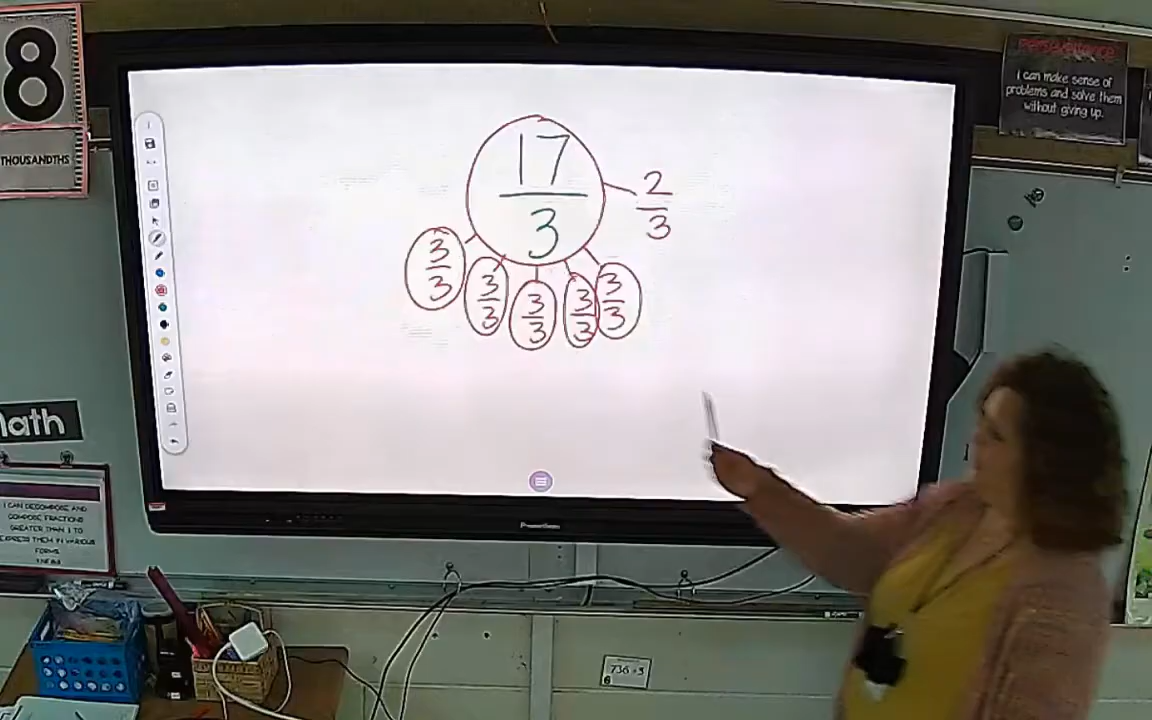 8
THOUSANDTHS
Perseverance
I can make sense of
problems and solve them
without giving up.
17
3
2
3
3
3
3
3
3
3
3
3
3
3
Math
I CAN DECOMPOSE AND
COMPOSE FRACTIONS
GREATER THAN 1 TO
EXPRESS THEM IN VARIOUS
FORMS
Promethean
6